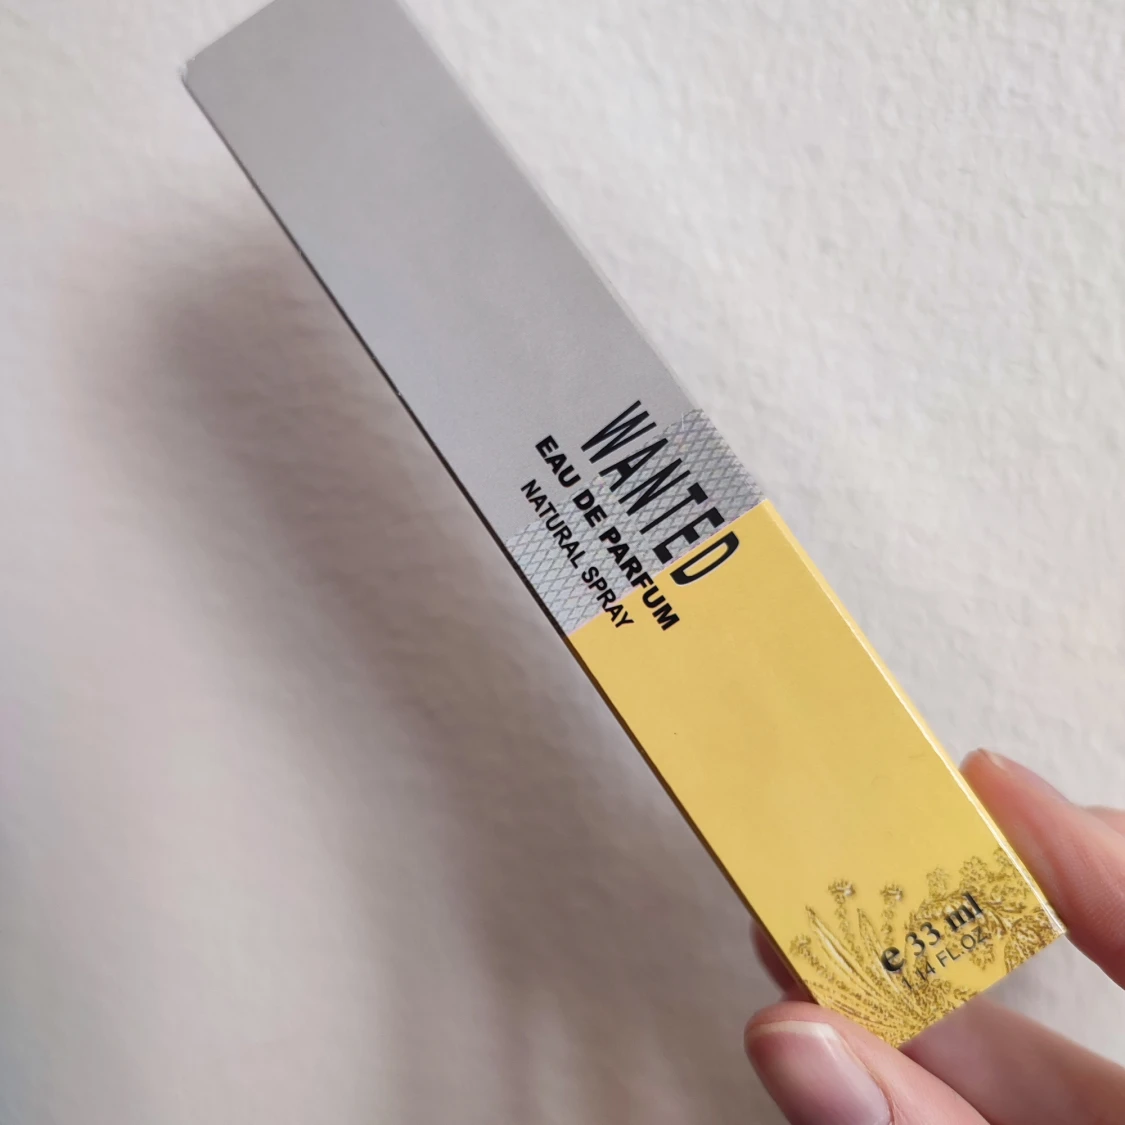 WANTED
EAU DE PARFUM
NATURAL SPRAY
e 33 ml
1.14 FL.OZ.